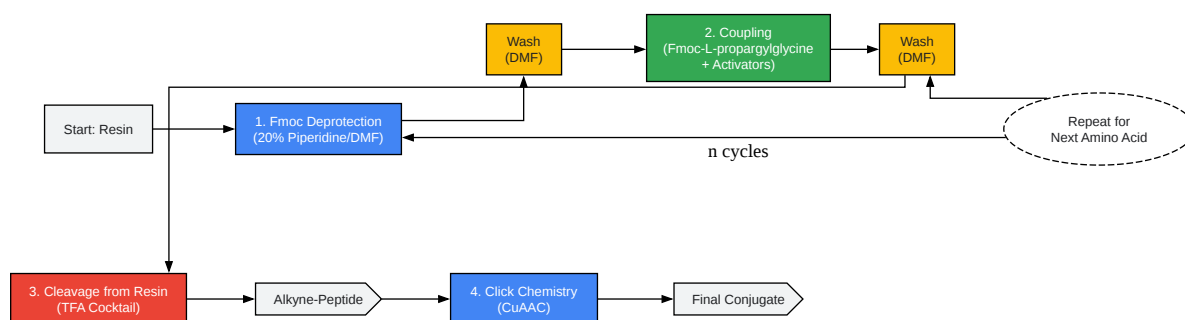 Wash
(DMF)
2. Coupling
(Fmoc-L-propargylglycine
+ Activators)
Wash
(DMF)
Start: Resin
1. Fmoc Deprotection
(20% Piperidine/DMF)
Repeat for
Next Amino Acid
n cycles
3. Cleavage from Resin
(TFA Cocktail)
Alkyne-Peptide
4. Click Chemistry
(CuAAC)
Final Conjugate